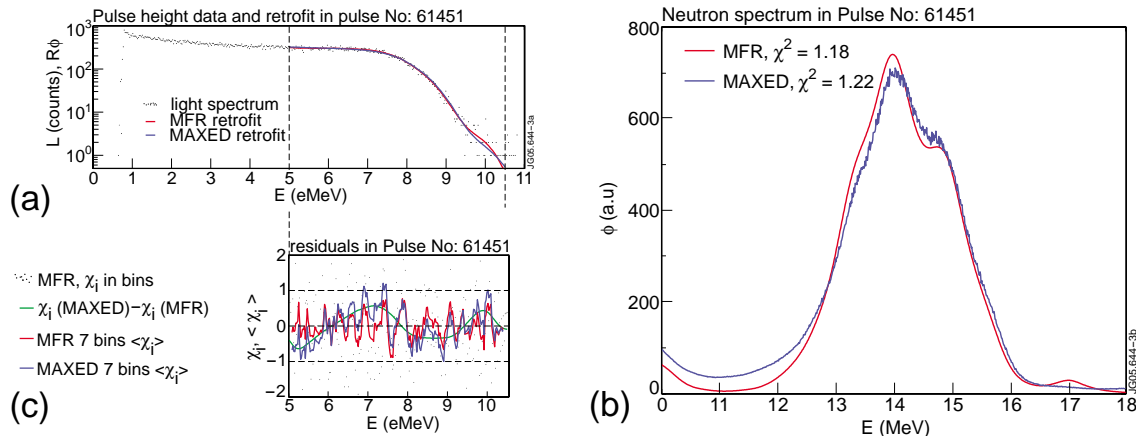 Pulse height data and retrofit in pulse No: 61451
10³
10²
10¹
10⁰
L (counts), Rϕ
light spectrum
MFR retrofit
MAXED retrofit
0 1 2 3 4 5 6 7 8 9 10 11
E (eMeV)
JG05.644-3a
(a)
residuals in Pulse No: 61451
2
1
0
−1
−2
χi, < χi >
5 6 7 8 9 10
E (eMeV)
MFR, χi in bins
χi (MAXED)−χi (MFR)
MFR 7 bins <χi>
MAXED 7 bins <χi>
(c)
Neutron spectrum in Pulse No: 61451
MFR, χ² = 1.18
MAXED, χ² = 1.22
800
600
400
200
0
ϕ (a.u)
10 11 12 13 14 15 16 17 18
E (MeV)
JG05.644-3b
(b)